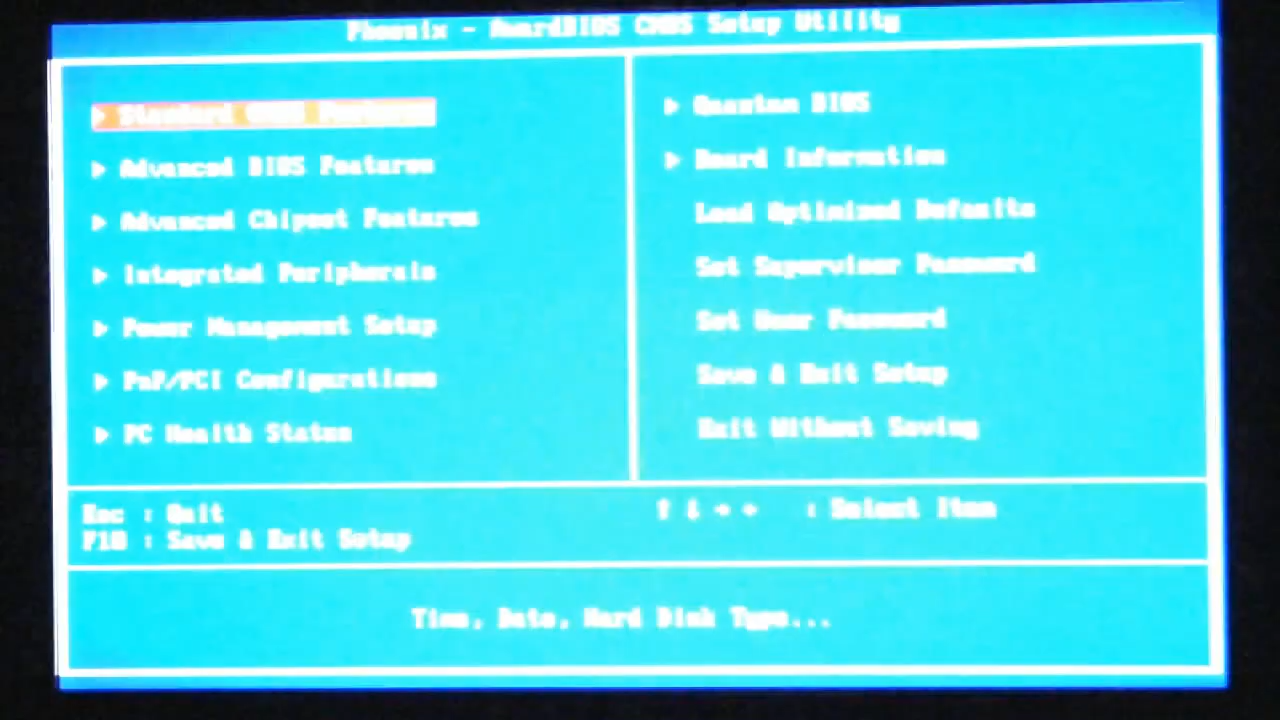 Phoenix - AwardBIOS CMOS Setup Utility
▶ Standard CMOS Features
▶ Advanced BIOS Features
▶ Advanced Chipset Features
▶ Integrated Peripherals
▶ Power Management Setup
▶ PnP/PCI Configurations
▶ PC Health Status
▶ Quantum BIOS
▶ Board Information
Load Optimized Defaults
Set Supervisor Password
Set User Password
Save & Exit Setup
Exit Without Saving
Esc : Quit
F10 : Save & Exit Setup
↑ ↓ → ← : Select Item
Time, Date, Hard Disk Type...